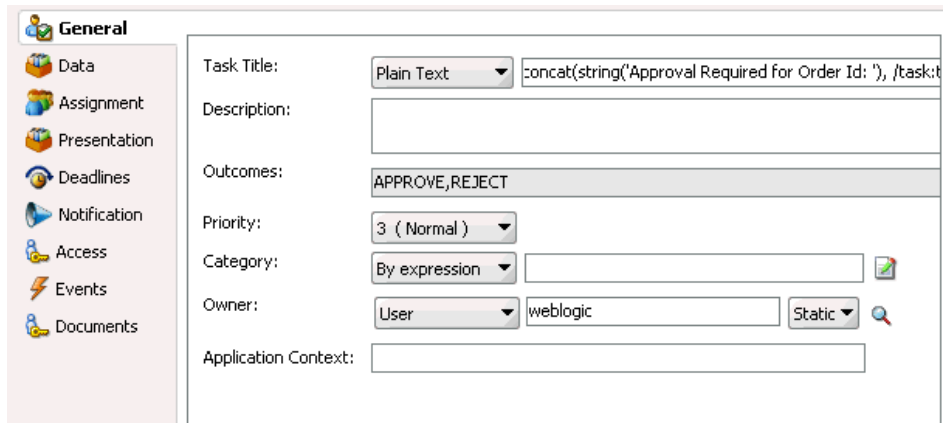 General
Data
Assignment
Presentation
Deadlines
Notification
Access
Events
Documents
Task Title: Plain Text concat(string('Approval Required for Order Id: '), /task:t
Description:
Outcomes: APPROVE,REJECT
Priority: 3 ( Normal )
Category: By expression
Owner: User weblogic Static
Application Context: